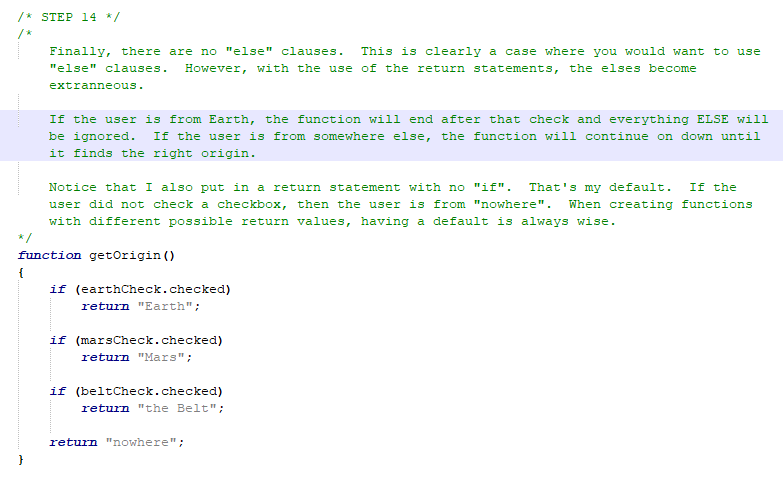 /* STEP 14 */
/*
    Finally, there are no "else" clauses.  This is clearly a case where you would want to use
    "else" clauses.  However, with the use of the return statements, the elses become
    extranneous.

    If the user is from Earth, the function will end after that check and everything ELSE will
    be ignored.  If the user is from somewhere else, the function will continue on down until
    it finds the right origin.

    Notice that I also put in a return statement with no "if".  That's my default.  If the
    user did not check a checkbox, then the user is from "nowhere".  When creating functions
    with different possible return values, having a default is always wise.
*/
function getOrigin()
{
    if (earthCheck.checked)
        return "Earth";

    if (marsCheck.checked)
        return "Mars";

    if (beltCheck.checked)
        return "the Belt";

    return "nowhere";
}